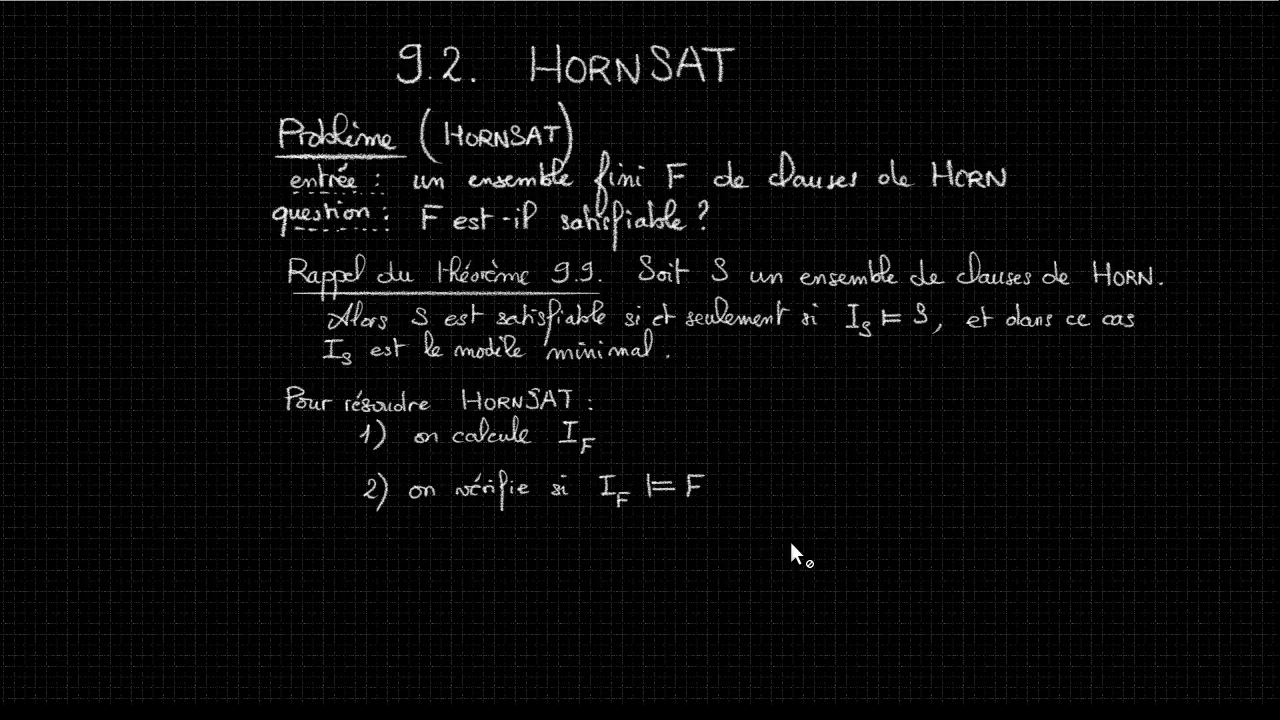 9.2. HORNSAT
Problème (HORNSAT)
entrée : un ensemble fini F de clauses de HORN
question : F est-il satisfiable ?
Rappel du théorème 9.9. Soit S un ensemble de clauses de HORN.
Alors S est satisfiable si et seulement si I_S ⊨ S, et dans ce cas
I_S est le modèle minimal.
Pour résoudre HORNSAT :
1) on calcule I_F
2) on vérifie si I_F ⊨ F